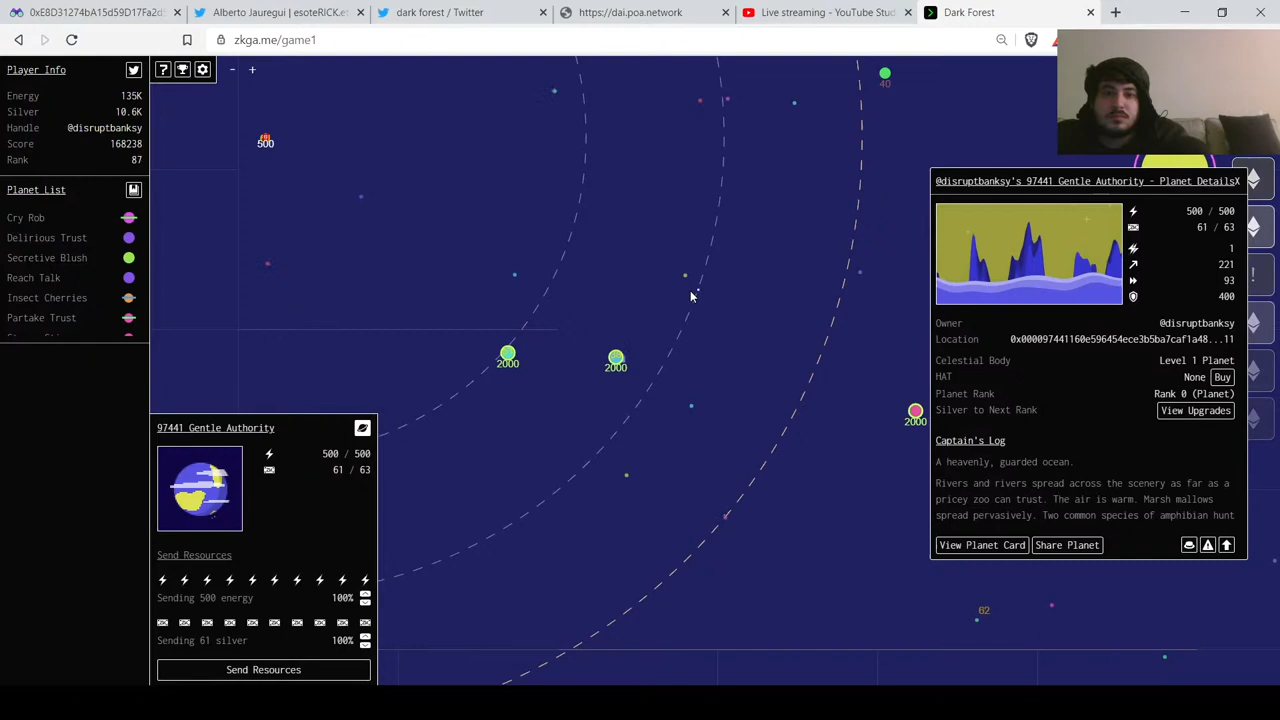 0xE8D31274bA15d59D17Fa2d5
Alberto Jauregui | esoteRICK.et
dark forest / Twitter
https://dai.poa.network
Live streaming - YouTube Stud
Dark Forest
zkga.me/game1
Player Info
Energy 135K
Silver 10.6K
Handle @disruptbanksy
Score 168238
Rank 87
Planet List
Cry Rob
Delirious Trust
Secretive Blush
Reach Talk
Insect Cherries
Partake Trust
? - +
40
500
2000
2000
2000
62
97441 Gentle Authority
500 / 500
61 / 63
Send Resources
Sending 500 energy 100%
Sending 61 silver 100%
Send Resources
@disruptbanksy's 97441 Gentle Authority - Planet Details X
500 / 500
61 / 63
1
221
93
400
Owner @disruptbanksy
Location 0x000097441160e596454ece3b5ba7caf1a48...11
Celestial Body Level 1 Planet
HAT None Buy
Planet Rank Rank 0 (Planet)
Silver to Next Rank View Upgrades
Captain's Log
A heavenly, guarded ocean.
Rivers and rivers spread across the scenery as far as a
pricey zoo can trust. The air is warm. Marsh mallows
spread pervasively. Two common species of amphibian hunt
View Planet Card Share Planet
!